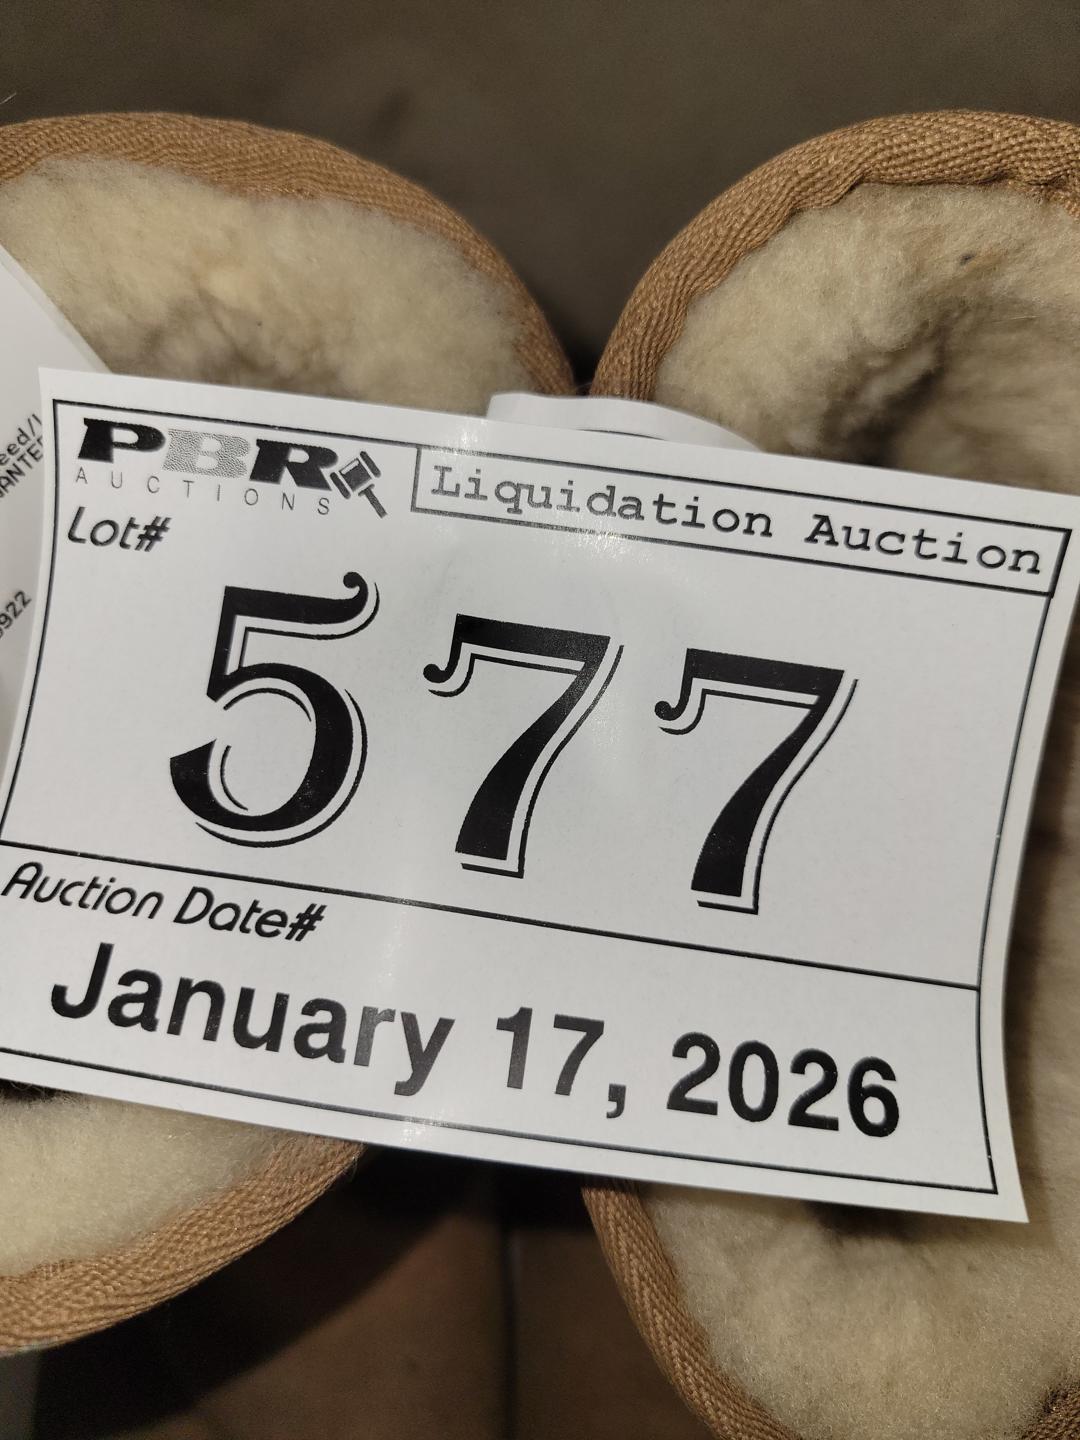 PBR
AUCTIONS
Liquidation Auction
Lot#
577
Auction Date#
January 17, 2026